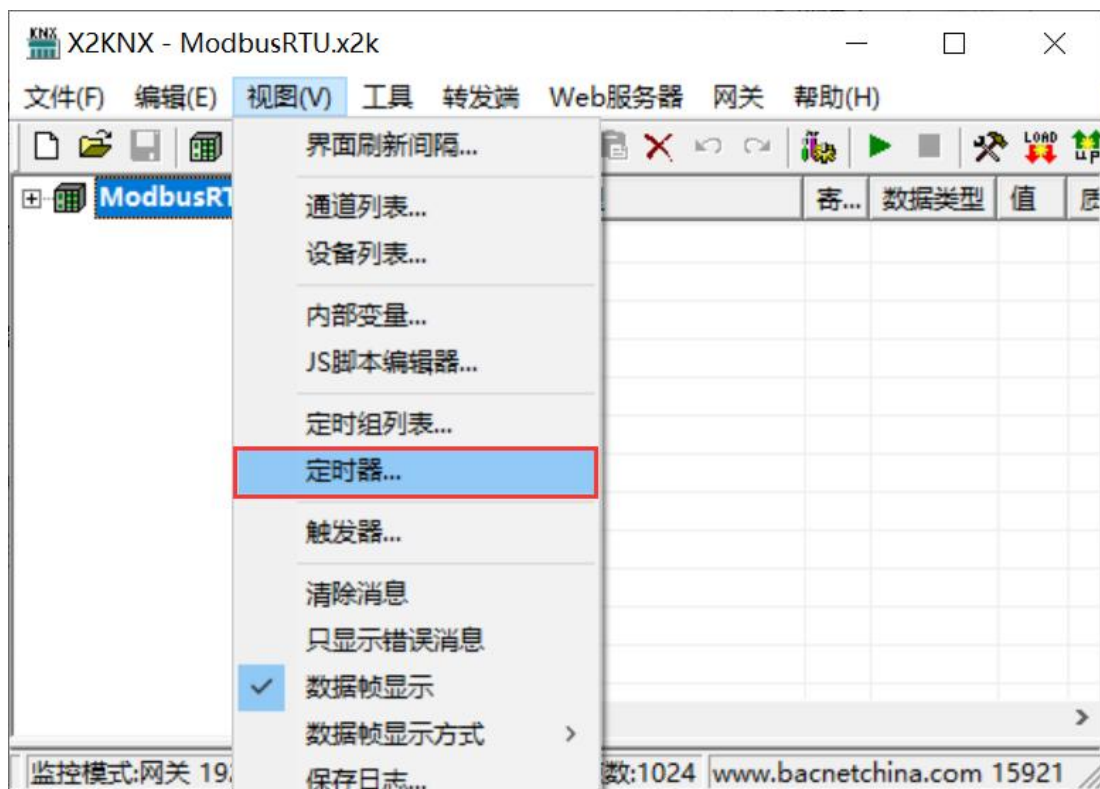 KNX X2KNX - ModbusRTU.x2k
文件(F) 编辑(E) 视图(V) 工具 转发端 Web服务器 网关 帮助(H)
LOAD
界面刷新间隔...
ModbusRT
寄... 数据类型 值
通道列表...
设备列表...
内部变量...
JS脚本编辑器...
定时组列表...
定时器...
触发器...
清除消息
只显示错误消息
数据帧显示
数据帧显示方式
保存日志...
监控模式:网关 19 数:1024 www.bacnetchina.com 15921